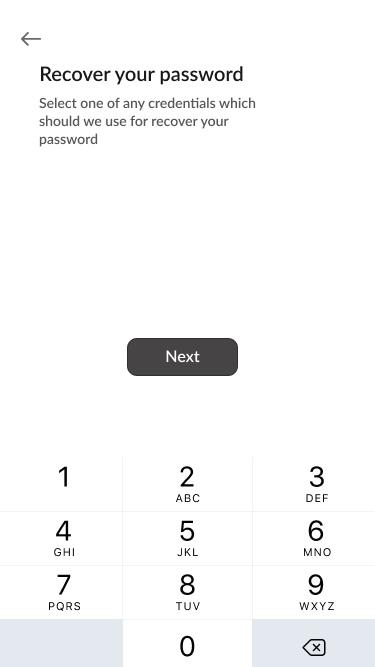 Recover your password
Select one of any credentials which
should we use for recover your
password
Next
1 2 3
ABC DEF
4 5 6
GHI JKL MNO
7 8 9
PQRS TUV WXYZ
0